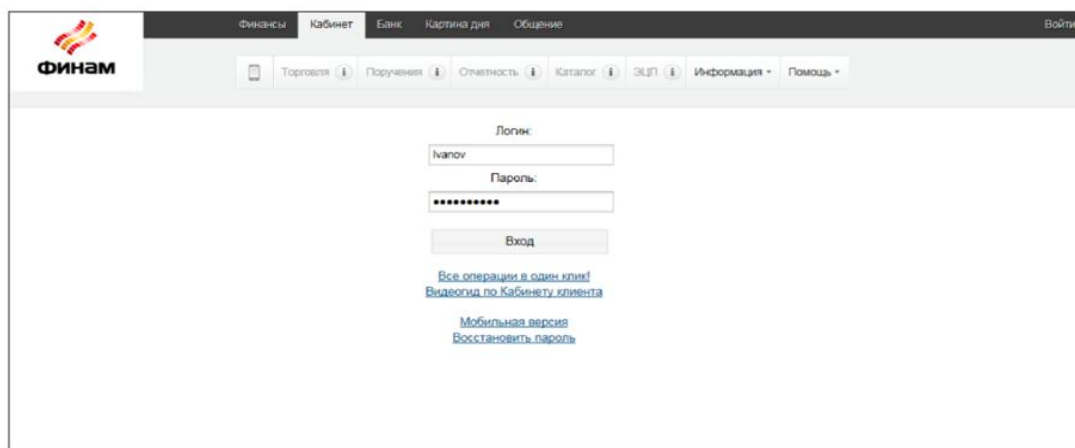 Финансы Кабинет Банк Картина дня Общение Войти
ФИНАМ
Торговля i Поручения i Отчетность i Каталог i ЭЦП i Информация Помощь
Логин:
Ivanov
Пароль:
••••••••••
Вход
Все операции в один клик!
Видеогид по Кабинету клиента
Мобильная версия
Восстановить пароль